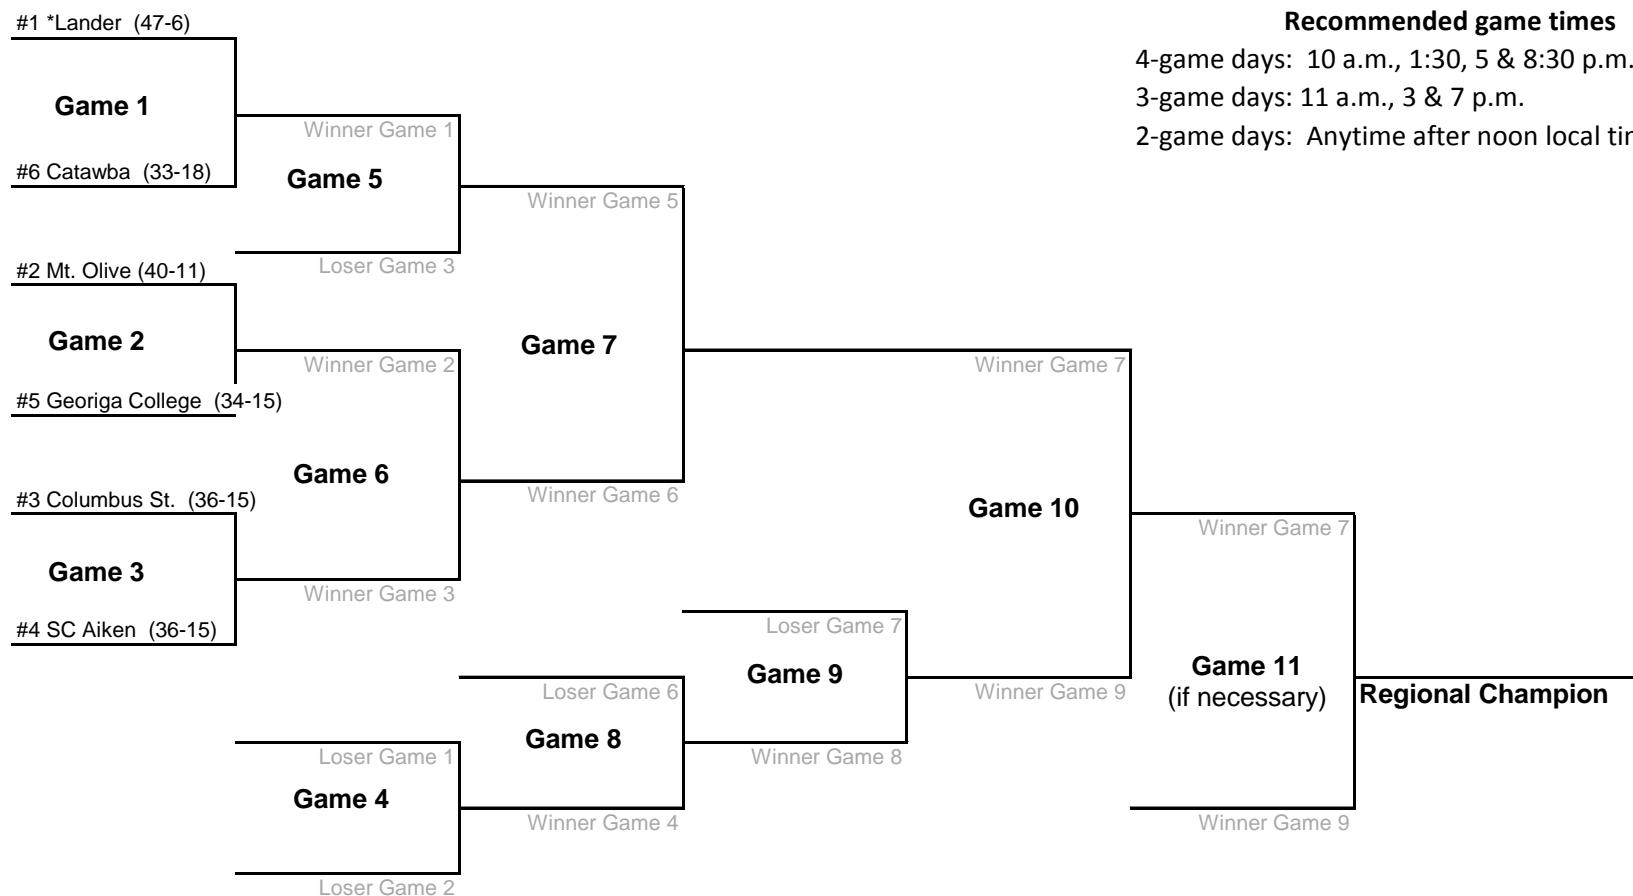 #1 *Lander (47-6)
Recommended game times
4-game days: 10 a.m., 1:30, 5 & 8:30 p.m.
3-game days: 11 a.m., 3 & 7 p.m.
2-game days: Anytime after noon local
Game 1
Winner Game 1
#6 Catawba (33-18)
Game 5
Winner Game 5
#2 Mt. Olive (40-11)
Loser Game 3
Game 2
Game 7
Winner Game 2
Winner Game 7
#5 Georiga College (34-15)
Game 6
#3 Columbus St. (36-15)
Winner Game 6
Game 10
Winner Game 7
Game 3
Winner Game 3
#4 SC Aiken (36-15)
Loser Game 7
Game 9
Game 11
(if necessary)
Regional Champion
Loser Game 6
Winner Game 9
Game 8
Loser Game 1
Winner Game 8
Game 4
Winner Game 4
Winner Game 9
Loser Game 2